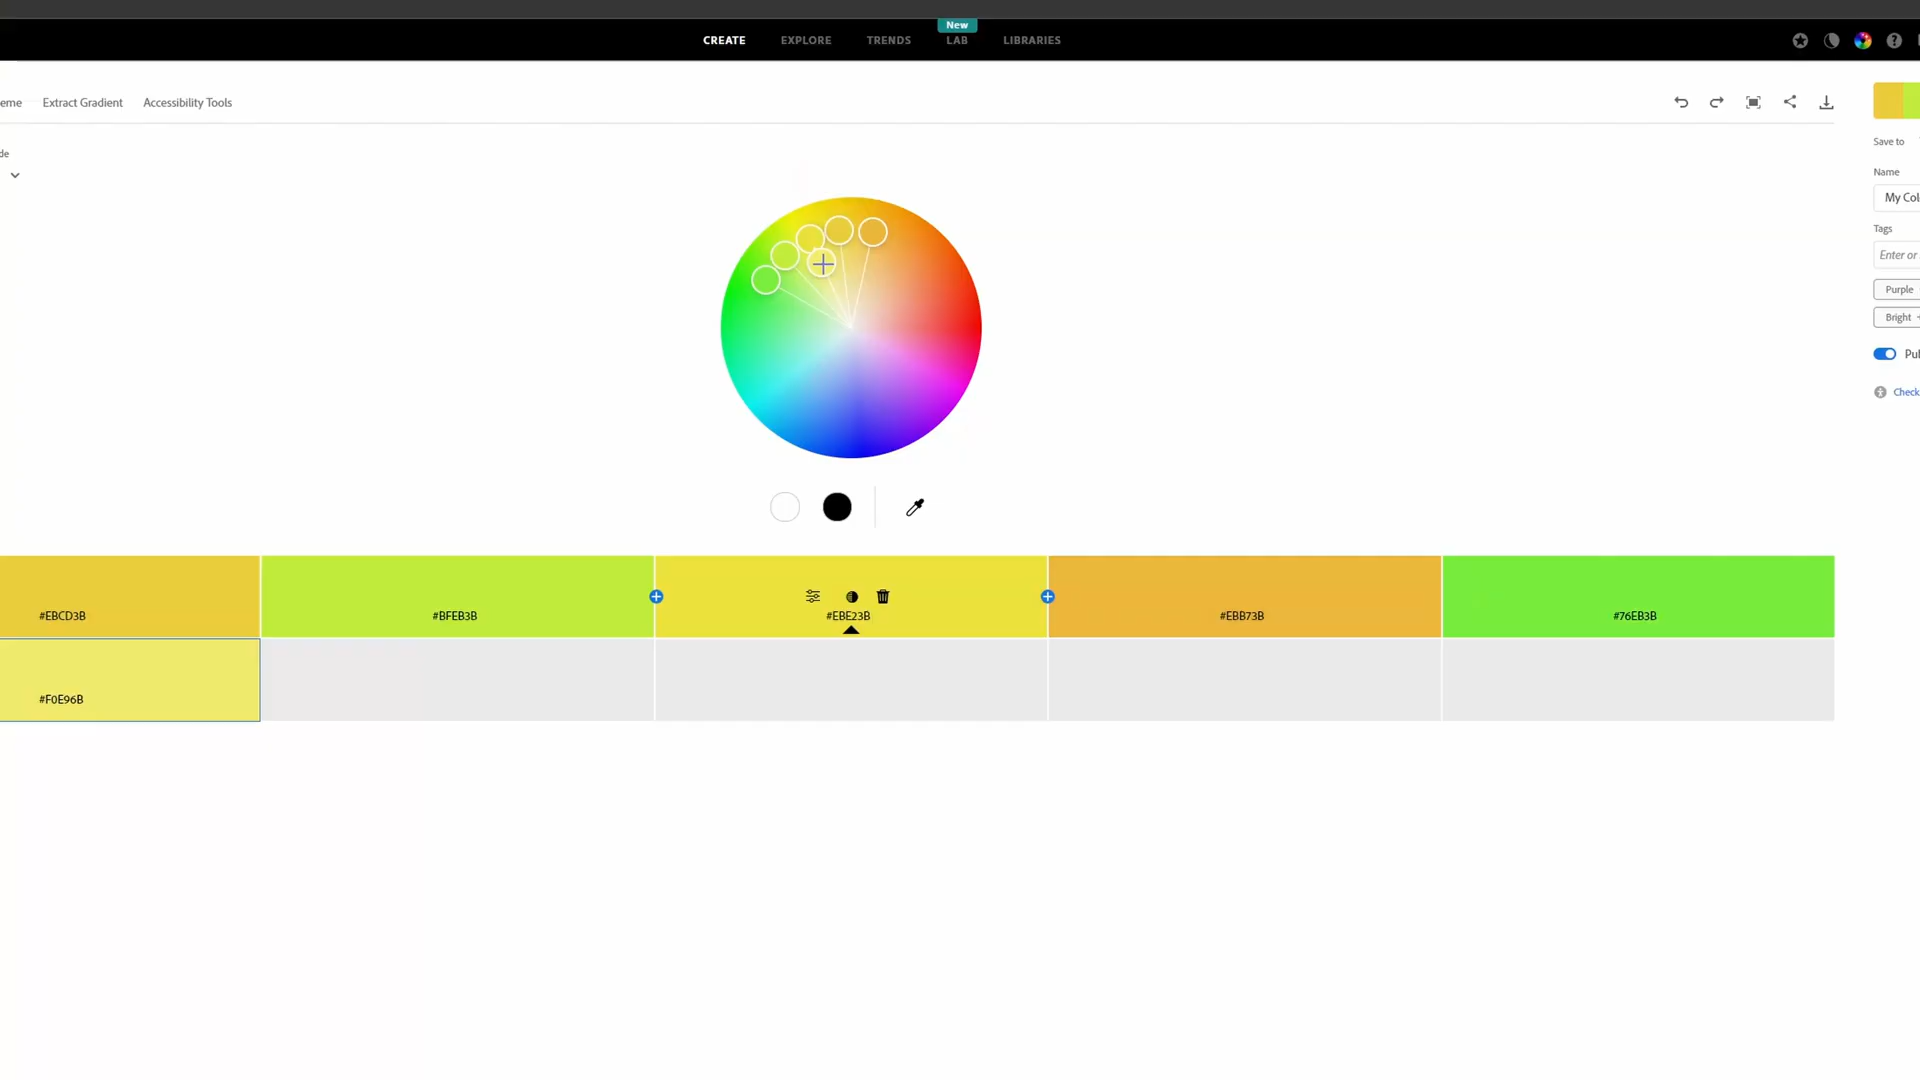 New
CREATE EXPLORE TRENDS LAB LIBRARIES
eme Extract Gradient Accessibility Tools
Save to
de
Name
My Col
Tags
Enter or
Purple
Bright +
Pul
Check
#EBCD3B #BFEB3B #EBE23B #EBB73B #76EB3B
#F0E96B